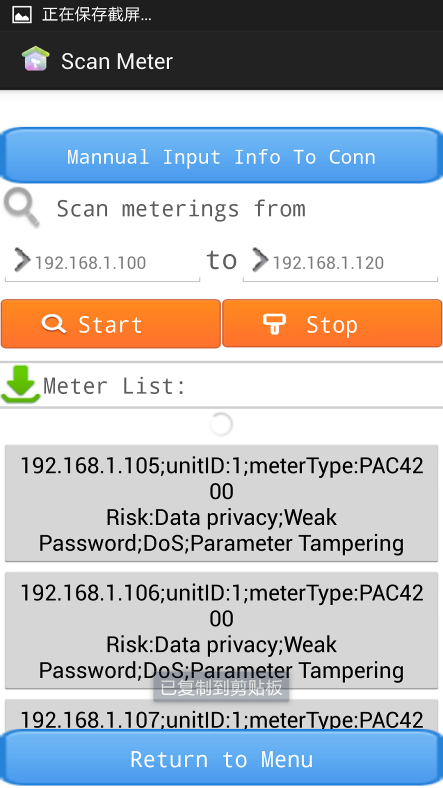 正在保存截屏...
Scan Meter
Mannual Input Info To Conn
Scan meterings from
192.168.1.100 to 192.168.1.120
Start Stop
Meter List:
192.168.1.105;unitID:1;meterType:PAC42
00
Risk:Data privacy;Weak
Password;DoS;Parameter Tampering
192.168.1.106;unitID:1;meterType:PAC42
00
Risk:Data privacy;Weak
Password;DoS;Parameter Tampering
已复制到剪贴板
192.168.1.107;unitID:1;meterType:PAC42
Return to Menu